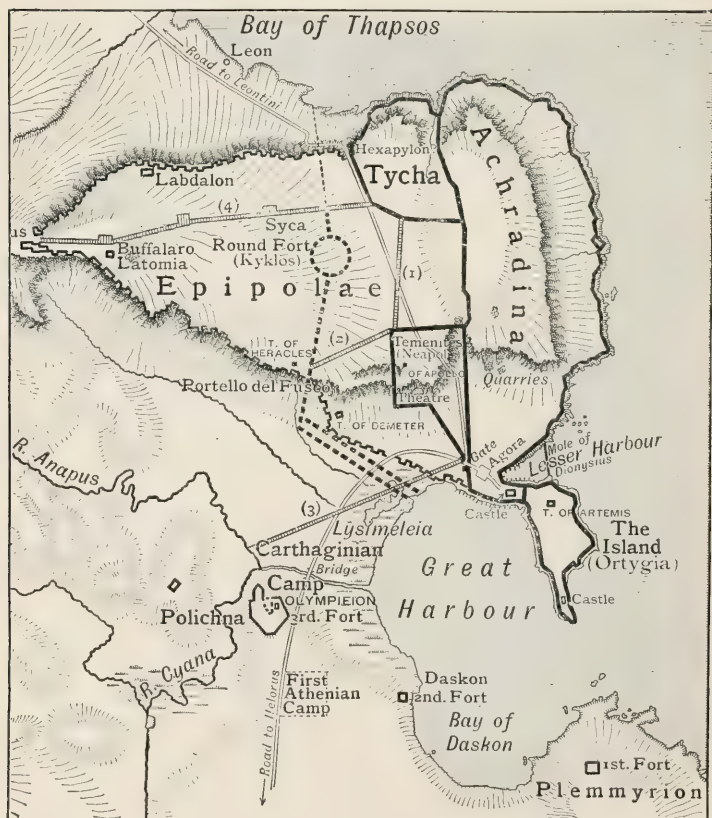 Bay of Thapsos
Leon
Road to Leontini
Hexapylon
Tycha
Achradina
Labdalon
(4)
Syca
us
Buffalaro
Latomia
Round Fort
(Kyklos)
(1)
Epipolae
(2)
T. OF
HERACLES
Temenites
(Neapol
OF APOLLO
Theatre
Quarries
Portello del Fusco
T. OF DEMETER
Gate
Agora
Mole of
Dionysius
Lesser Harbour
R. Anapus
(3)
Lysimeleia
Castle
T. OF ARTEMIS
The
Island
(Ortygia)
Castle
Carthaginian
Camp
Bridge
Great
Harbour
OLYMPIEION
3rd. Fort
Polichna
R. Cyana
First
Athenian
Camp
Road to Helorus
Daskon
2nd. Fort
Bay of
Daskon
1st. Fort
Plemmyrion